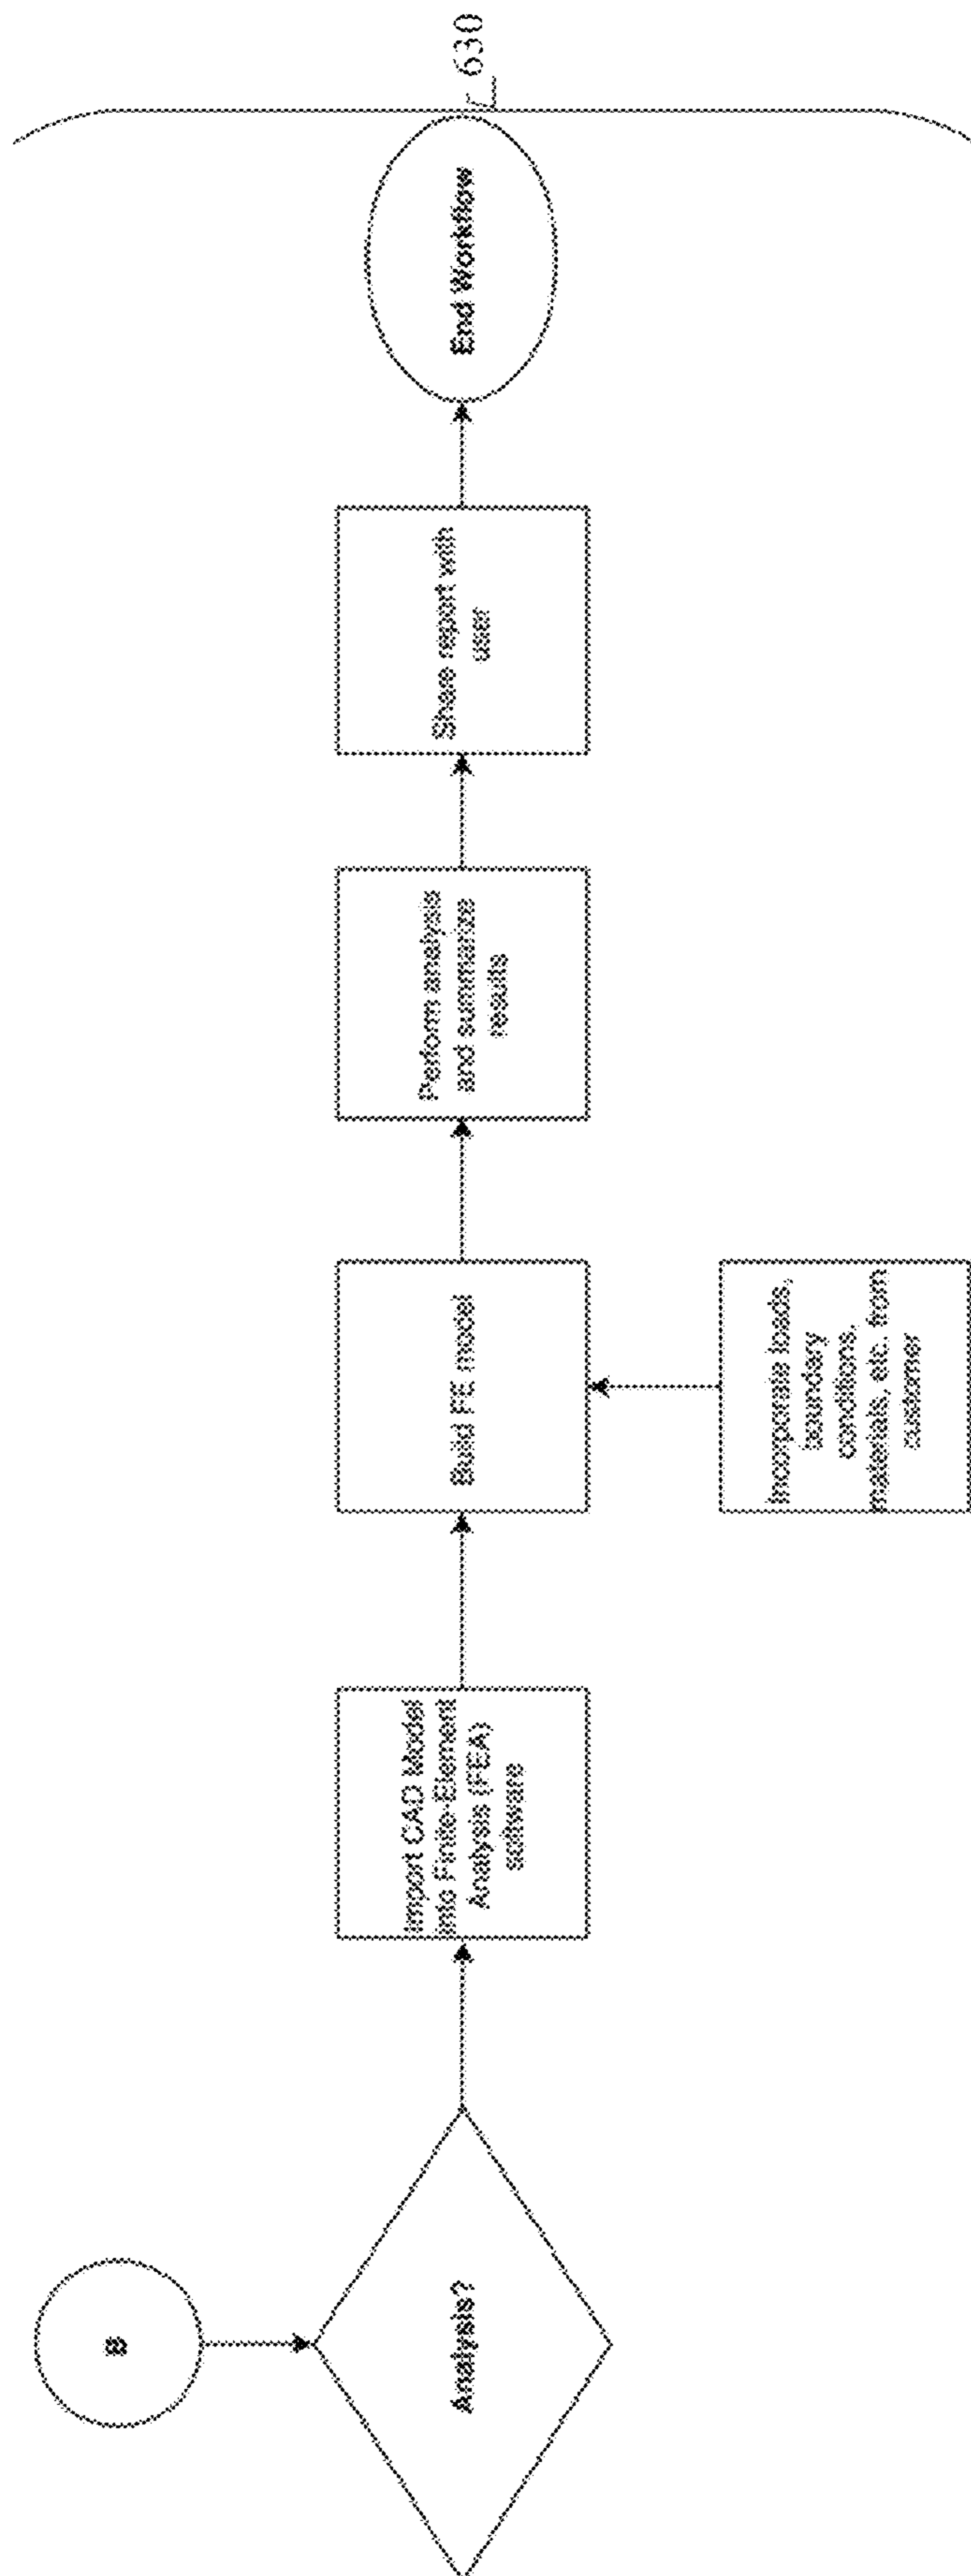 B
Analysis?
Import CAD Model
into Finite-Element
Analysis (FEA)
software
Build FE model
Incorporate loads,
boundary
conditions,
materials, etc. from
customer
Perform analysis
and summarize
results
Share report with
user
End Workflow
630